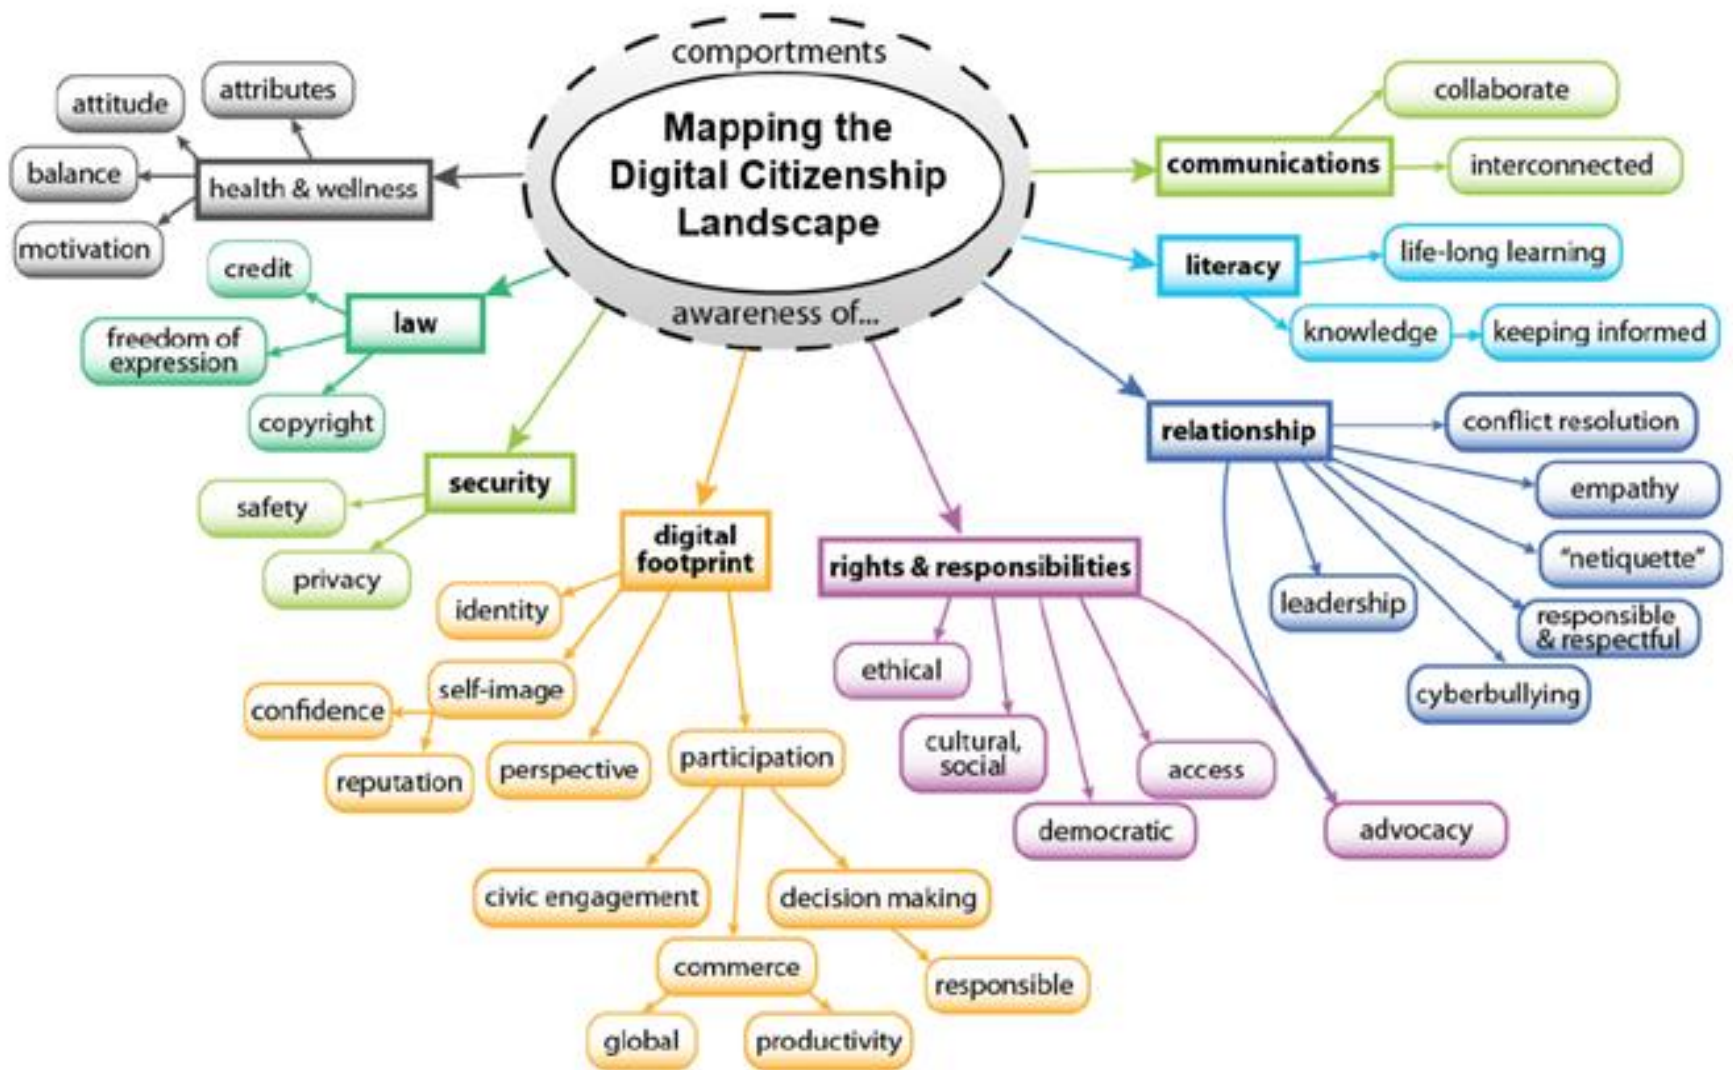 comportments
Mapping the
Digital Citizenship
Landscape
awareness of...
attributes
attitude
balance
motivation
health & wellness
credit
freedom of
expression
copyright
law
security
safety
privacy
digital
footprint
identity
self-image
confidence
reputation
perspective
participation
civic engagement
decision making
commerce
responsible
global
productivity
rights & responsibilities
ethical
cultural,
social
democratic
access
advocacy
relationship
conflict resolution
empathy
"netiquette"
responsible
& respectful
cyberbullying
leadership
literacy
life-long learning
knowledge
keeping informed
communications
collaborate
interconnected